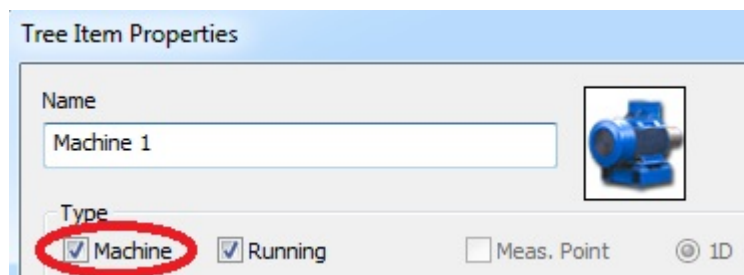 Tree Item Properties
Name
Machine 1
Type
Machine Running Meas. Point 1D